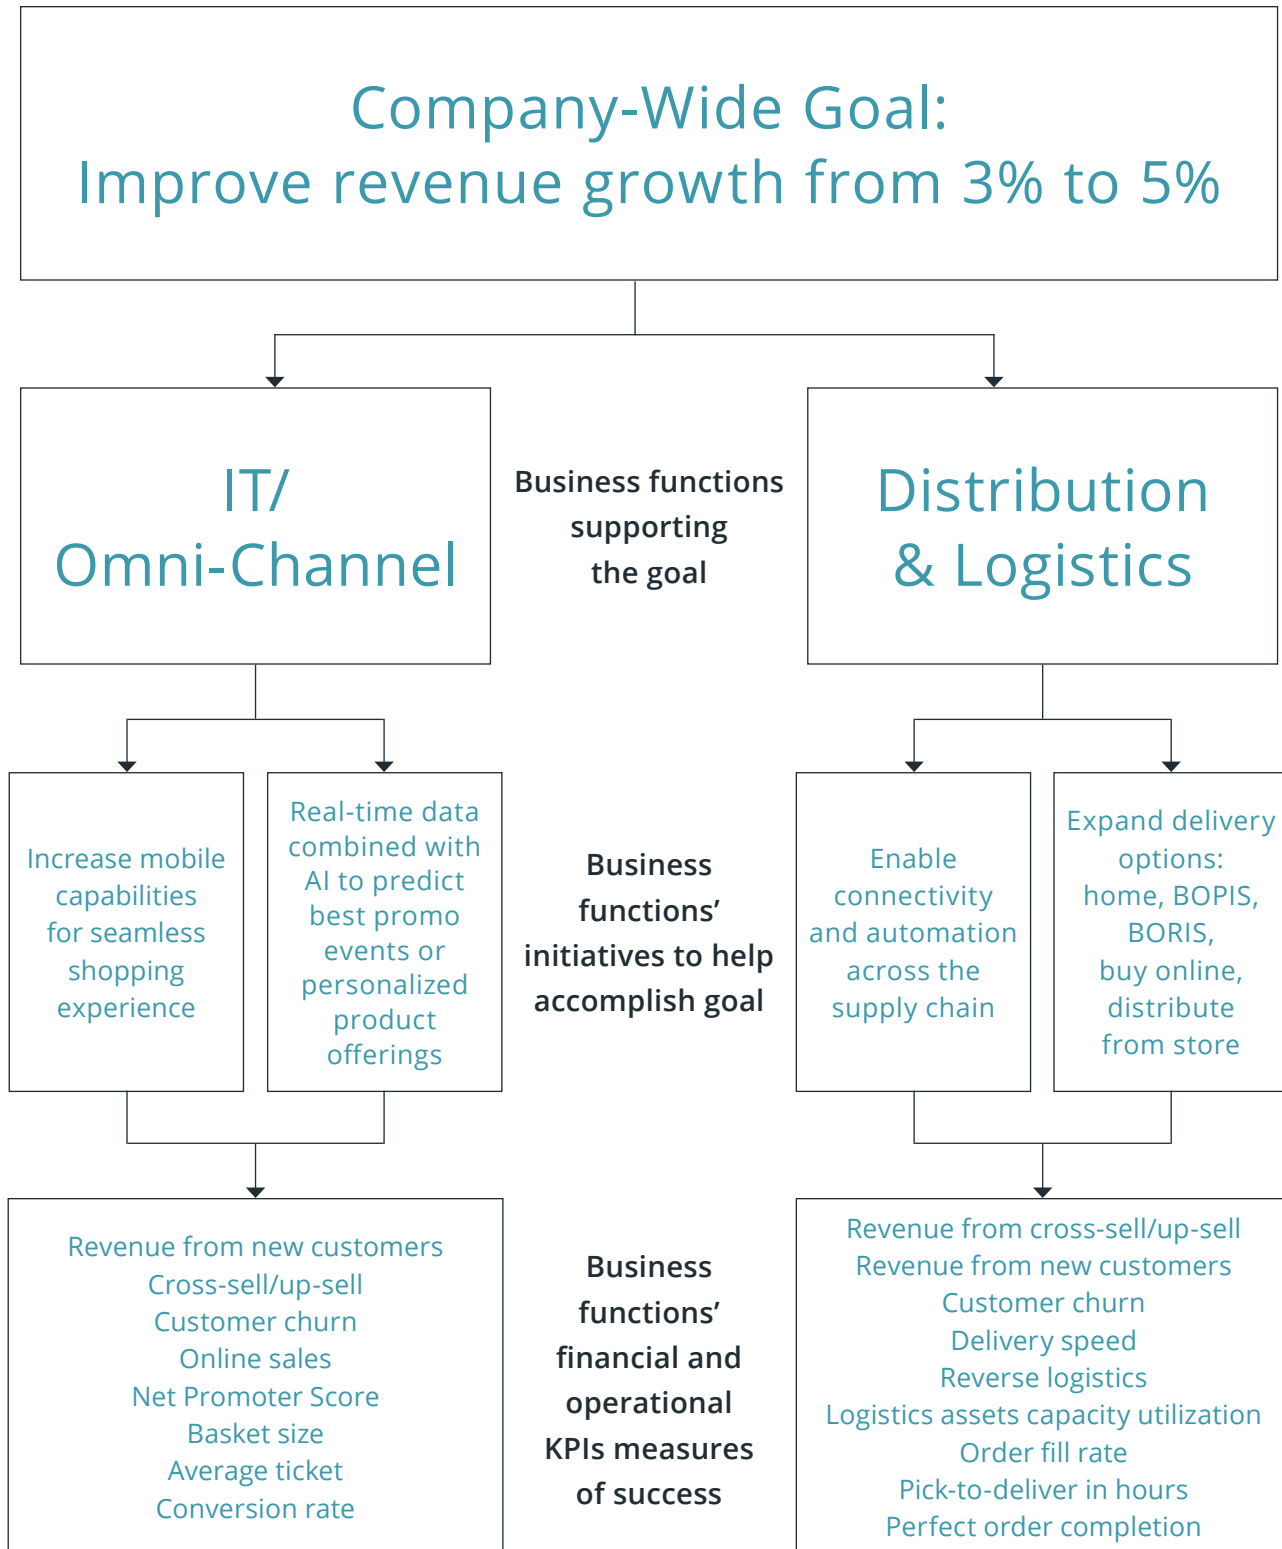 Company-Wide Goal:
Improve revenue growth from 3% to 5%
IT/
Omni-Channel
Business functions
supporting
the goal
Distribution
& Logistics
Increase mobile
capabilities
for seamless
shopping
experience
Real-time data
combined with
AI to predict
best promo
events or
personalized
product
offerings
Business
functions’
initiatives to help
accomplish goal
Enable
connectivity
and automation
across the
supply chain
Expand delivery
options:
home, BOPIS,
BORIS,
buy online,
distribute
from store
Revenue from new customers
Cross-sell/up-sell
Customer churn
Online sales
Net Promoter Score
Basket size
Average ticket
Conversion rate
Business
functions’
financial and
operational
KPIs measures
of success
Revenue from cross-sell/up-sell
Revenue from new customers
Customer churn
Delivery speed
Reverse logistics
Logistics assets capacity utilization
Order fill rate
Pick-to-deliver in hours
Perfect order completion